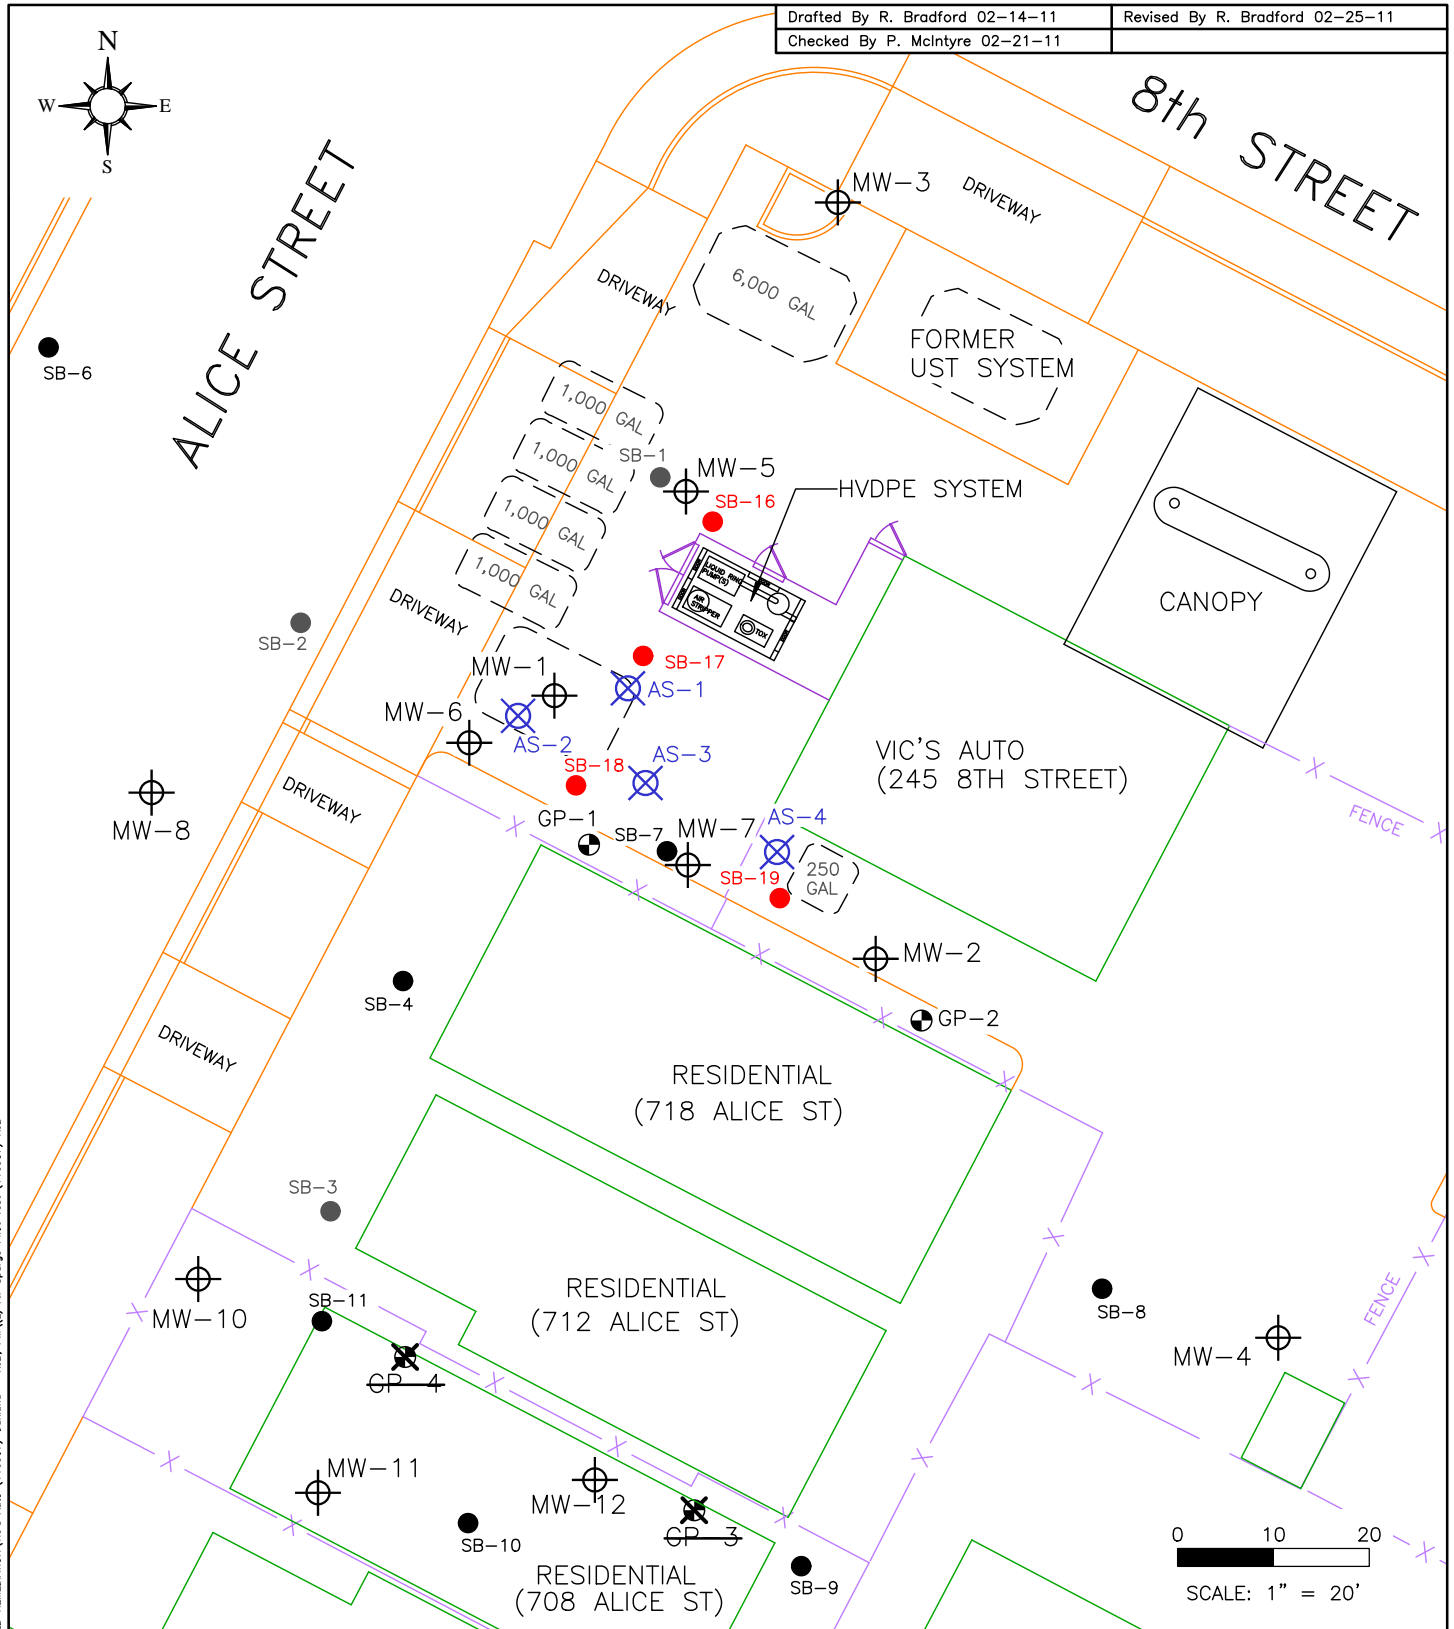 Drafted By R. Bradford 02-14-11
Revised By R. Bradford 02-25-11
Checked By P. McIntyre 02-21-11
N
W
E
S
8th STREET
ALICE STREET
MW-3
DRIVEWAY
6,000 GAL
DRIVEWAY
FORMER
UST SYSTEM
SB-6
1,000 GAL
1,000 GAL
SB-1
MW-5
SB-16
HVDPE SYSTEM
1,000 GAL
1,000 GAL
LIQUID RING
PUMP(S)
AIR
STRIPPER
TOX
CANOPY
DRIVEWAY
SB-2
MW-1
SB-17
AS-1
MW-6
AS-2
AS-3
SB-18
VIC'S AUTO
(245 8TH STREET)
DRIVEWAY
MW-8
GP-1
SB-7
MW-7
AS-4
FENCE
SB-19
250
GAL
MW-2
SB-4
GP-2
DRIVEWAY
RESIDENTIAL
(718 ALICE ST)
SB-3
RESIDENTIAL
(712 ALICE ST)
FENCE
SB-8
MW-10
SB-11
MW-4
GP-4
MW-11
MW-12
GP-3
SB-10
RESIDENTIAL
(708 ALICE ST)
SB-9
0 10 20
SCALE: 1" = 20'